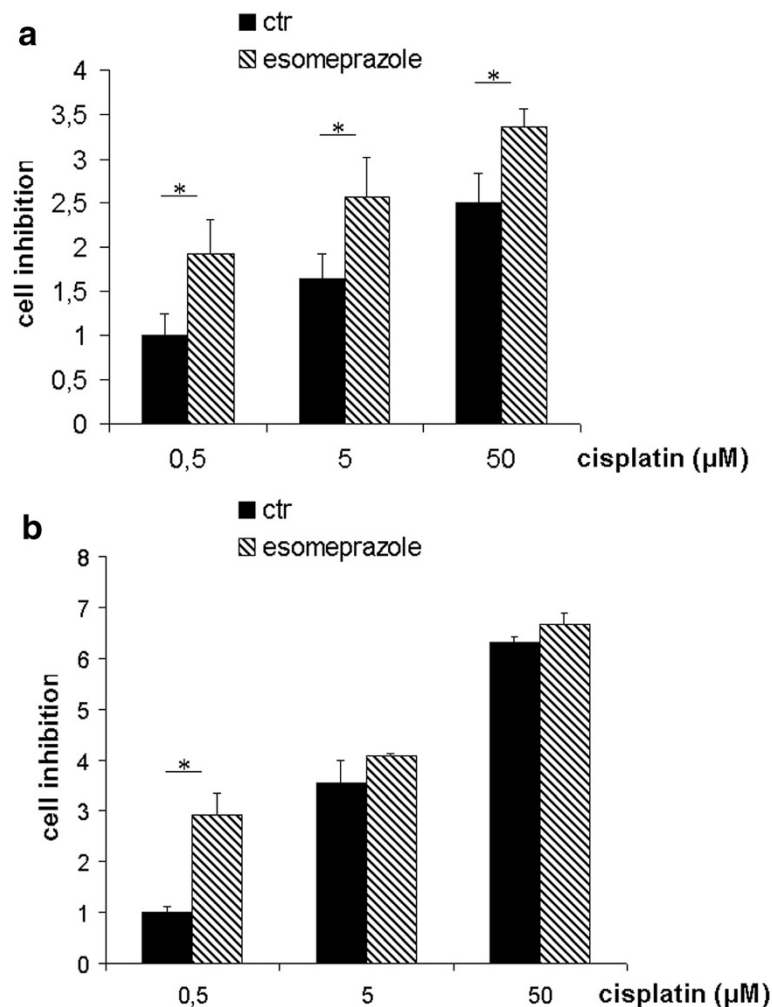 a
ctr
esomeprazole
cell inhibition
4
3,5
3
2,5
2
1,5
1
0,5
0
*
*
*
0,5 5 50 cisplatin (µM)
b
ctr
esomeprazole
cell inhibition
8
7
6
5
4
3
2
1
0
*
0,5 5 50 cisplatin (µM)